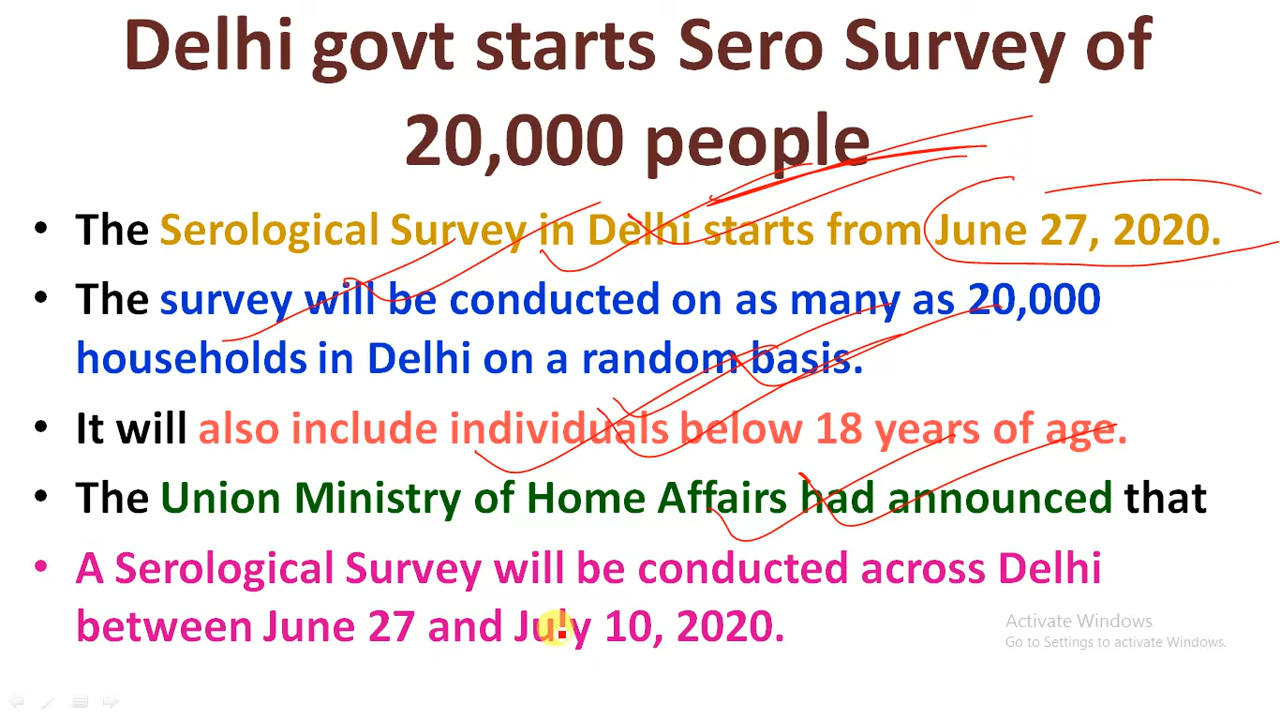 Delhi govt starts Sero Survey of
20,000 people
• The Serological Survey in Delhi starts from June 27, 2020.
• The survey will be conducted on as many as 20,000
households in Delhi on a random basis.
• It will also include individuals below 18 years of age.
• The Union Ministry of Home Affairs had announced that
• A Serological Survey will be conducted across Delhi
between June 27 and July 10, 2020.
Activate Windows
Go to Settings to activate Windows.